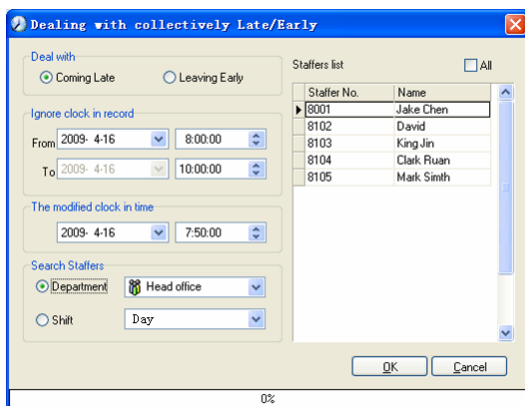 Dealing with collectively Late/Early
Deal with
Coming Late
Leaving Early
Ignore clock in record
From 2009- 4-16 8:00:00
To 2009- 4-16 10:00:00
The modified clock in time
2009- 4-16 7:50:00
Search Staffers
Department Head office
Shift Day
Staffers list All
Staffer No. Name
8001 Jake Chen
8102 David
8103 King Jin
8104 Clark Ruan
8105 Mark Simth
OK Cancel
0%